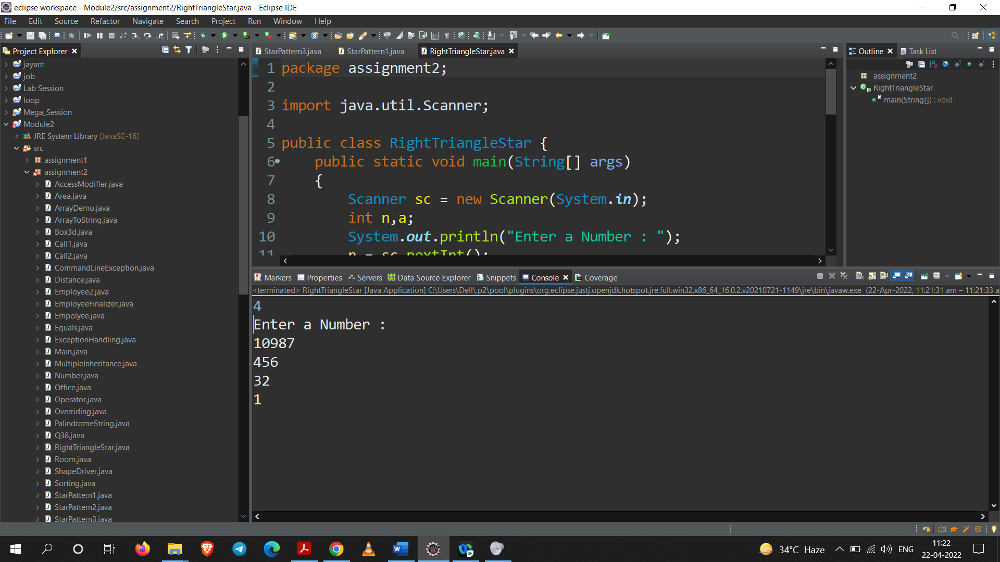 eclipse workspace - Module2/src/assignment2/RightTriangleStar.java - Eclipse IDE
File Edit Source Refactor Navigate Search Project Run Window Help
Project Explorer
jayant
job
Lab Session
loop
Mega_Session
Module2
JRE System Library [JavaSE-16]
src
assignment1
assignment2
AccessModifier.java
Area.java
ArrayDemo.java
ArrayToString.java
Box3d.java
Call1.java
Call2.java
CommandLineException.java
Distance.java
Employee2.java
EmployeeFinalizer.java
Empolyee.java
Equals.java
ExceptionHandling.java
Main.java
MultipleInheritance.java
Number.java
Office.java
Operator.java
Overriding.java
PalindromeString.java
Q38.java
RightTriangleStar.java
Room.java
ShapeDriver.java
Sorting.java
StarPattern1.java
StarPattern2.java
StarPattern3.java
StarPattern3.java StarPattern1.java RightTriangleStar.java
1 package assignment2;
2
3 import java.util.Scanner;
4
5 public class RightTriangleStar {
6 public static void main(String[] args)
7 {
8 Scanner sc = new Scanner(System.in);
9 int n,a;
10 System.out.println("Enter a Number : ");
11 n = sc.nextInt();
Outline Task List
assignment2
RightTriangleStar
main(String[]) : void
Markers Properties Servers Data Source Explorer Snippets Console Coverage
<terminated> RightTriangleStar [Java Application] C:\Users\Dell\.p2\pool\plugins\org.eclipse.justj.openjdk.hotspot.jre.full.win32.x86_64_16.0.2.v20210721-1149\jre\bin\javaw.exe (22-Apr-2022, 11:21:31 am – 11:21:33 a
4
Enter a Number :
10987
456
32
1
34°C Haze ENG
11:22
22-04-2022